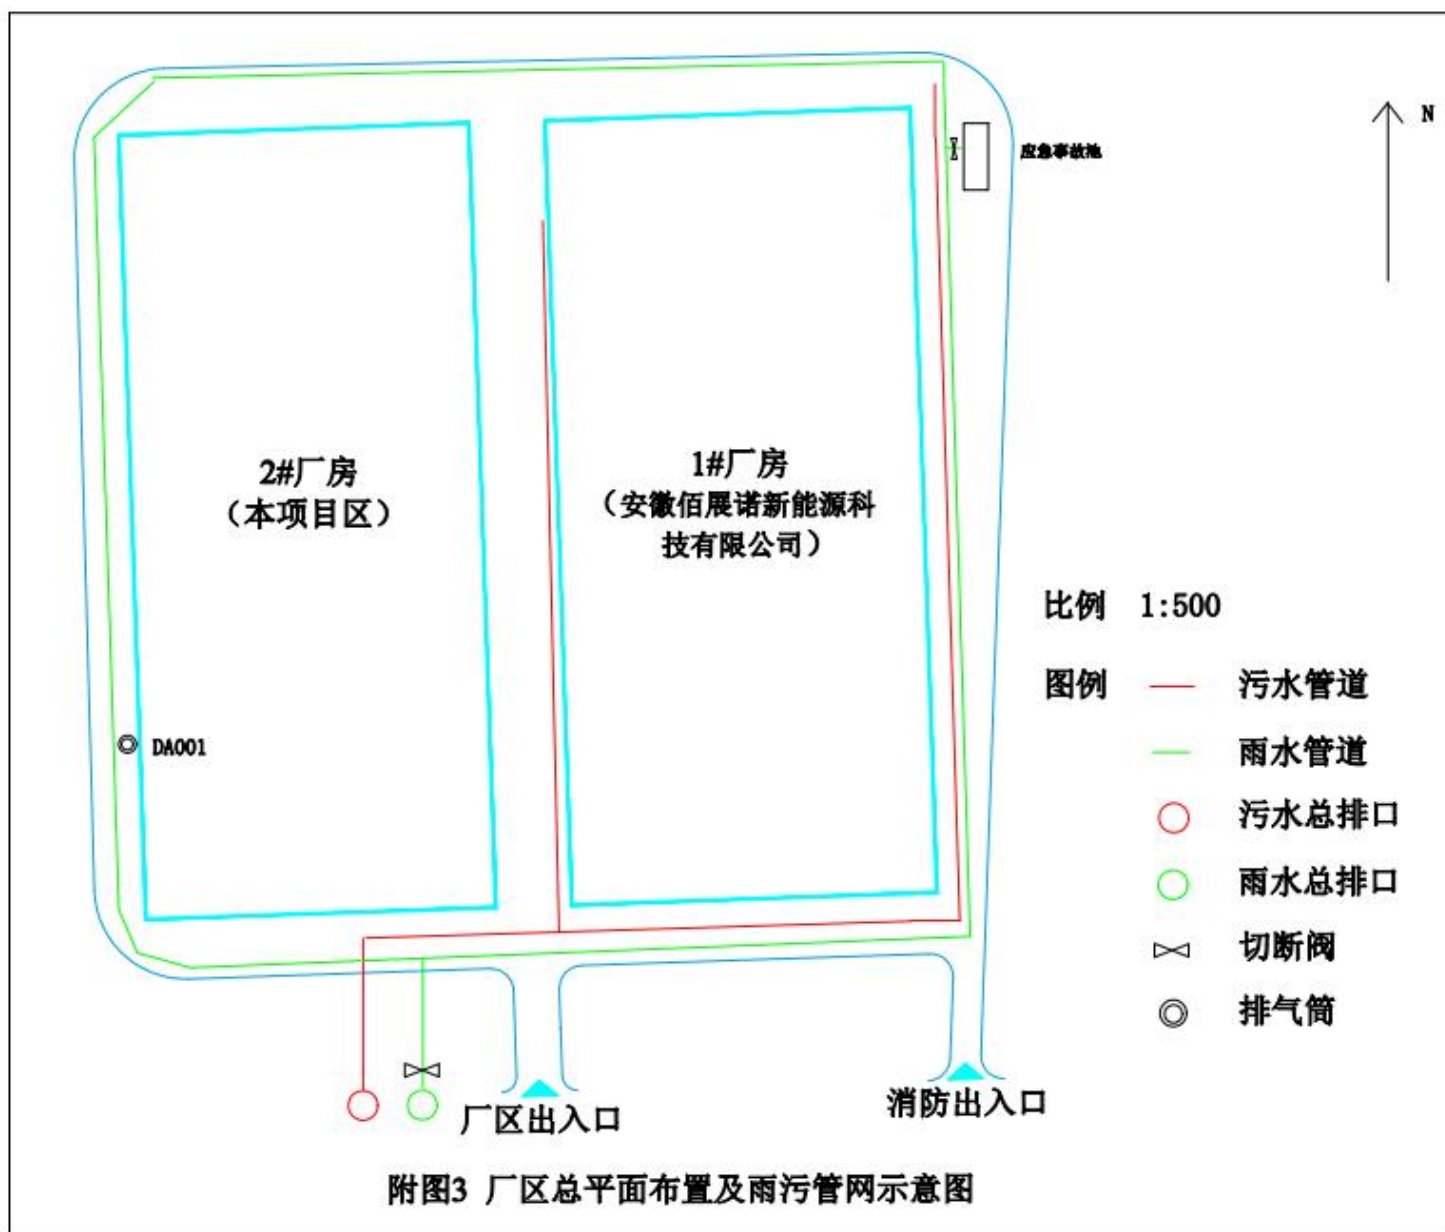 N
应急事故池
2#厂房
（本项目区）
1#厂房
（安徽佰展诺新能源科
技有限公司）
比例 1:500
图例
污水管道
雨水管道
污水总排口
雨水总排口
切断阀
排气筒
DA001
厂区出入口
消防出入口
附图3 厂区总平面布置及雨污管网示意图